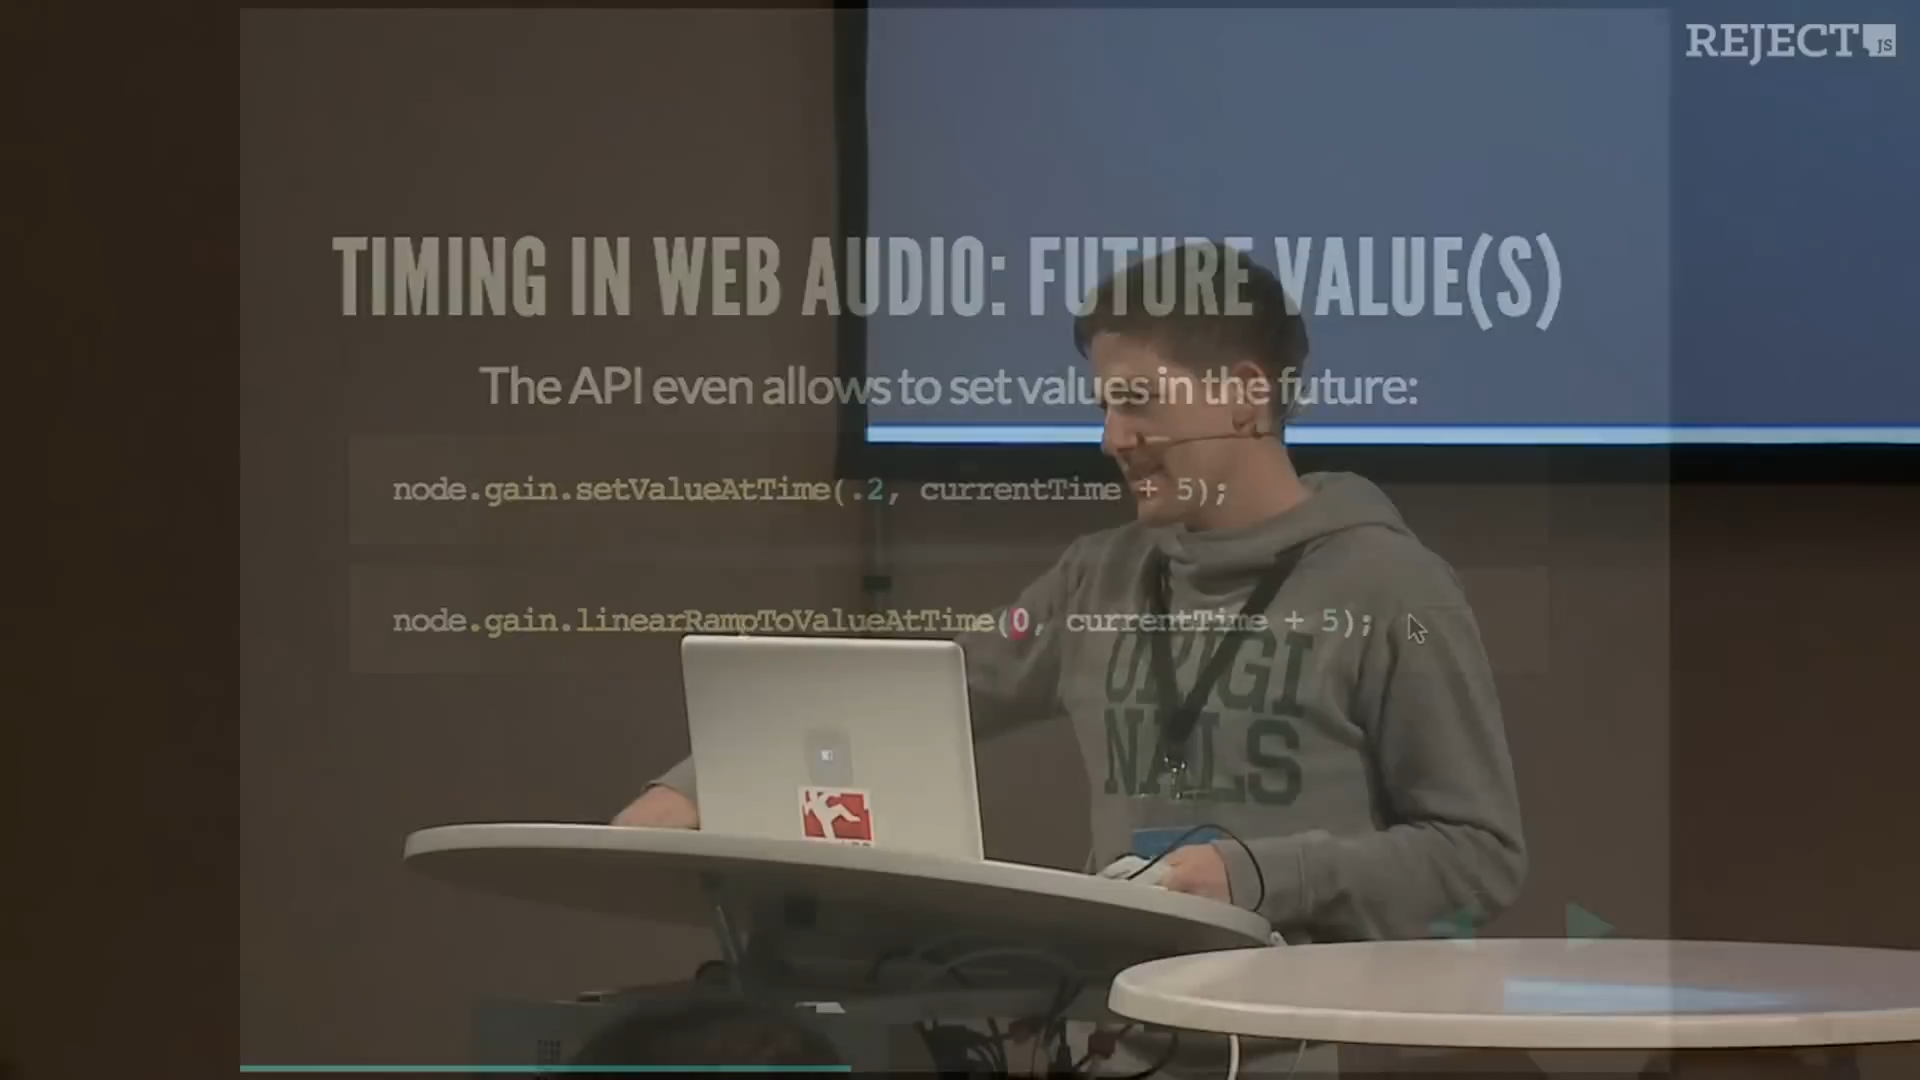 REJECT JS
TIMING IN WEB AUDIO: FUTURE VALUE(S)
The API even allows to set values in the future:
node.gain.setValueAtTime(.2, currentTime + 5);
node.gain.linearRampToValueAtTime(0, currentTime + 5);
ORIGI
NALS